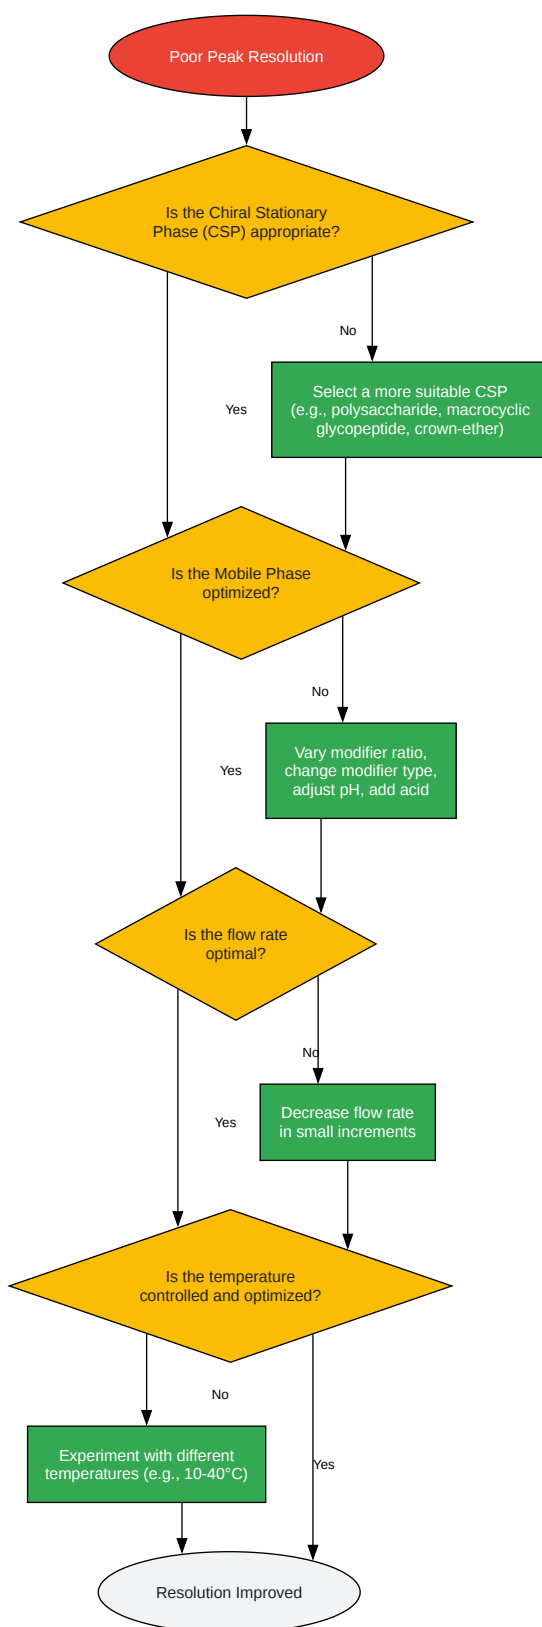 Poor Peak Resolution
Is the Chiral Stationary
Phase (CSP) appropriate?
No
Select a more suitable CSP
(e.g., polysaccharide, macrocyclic
glycopeptide, crown-ether)
Yes
Is the Mobile Phase
optimized?
No
Vary modifier ratio,
change modifier type,
adjust pH, add acid
Yes
Is the flow rate
optimal?
No
Decrease flow rate
in small increments
Yes
Is the temperature
controlled and optimized?
No
Experiment with different
temperatures (e.g., 10-40°C)
Yes
Resolution Improved